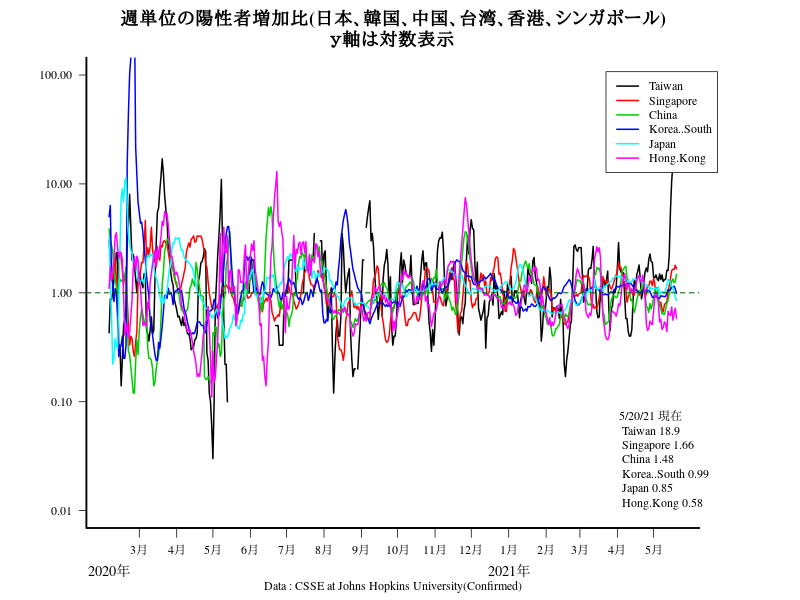 週単位の陽性者増加比(日本、韓国、中国、台湾、香港、シンガポール)
y軸は対数表示
100.00
10.00
1.00
0.10
0.01
Taiwan
Singapore
China
Korea..South
Japan
Hong.Kong
5/20/21 現在
Taiwan 18.9
Singapore 1.66
China 1.48
Korea..South 0.99
Japan 0.85
Hong.Kong 0.58
3月 4月 5月 6月 7月 8月 9月 10月 11月 12月 1月 2月 3月 4月 5月
2020年 2021年
Data : CSSE at Johns Hopkins University(Confirmed)